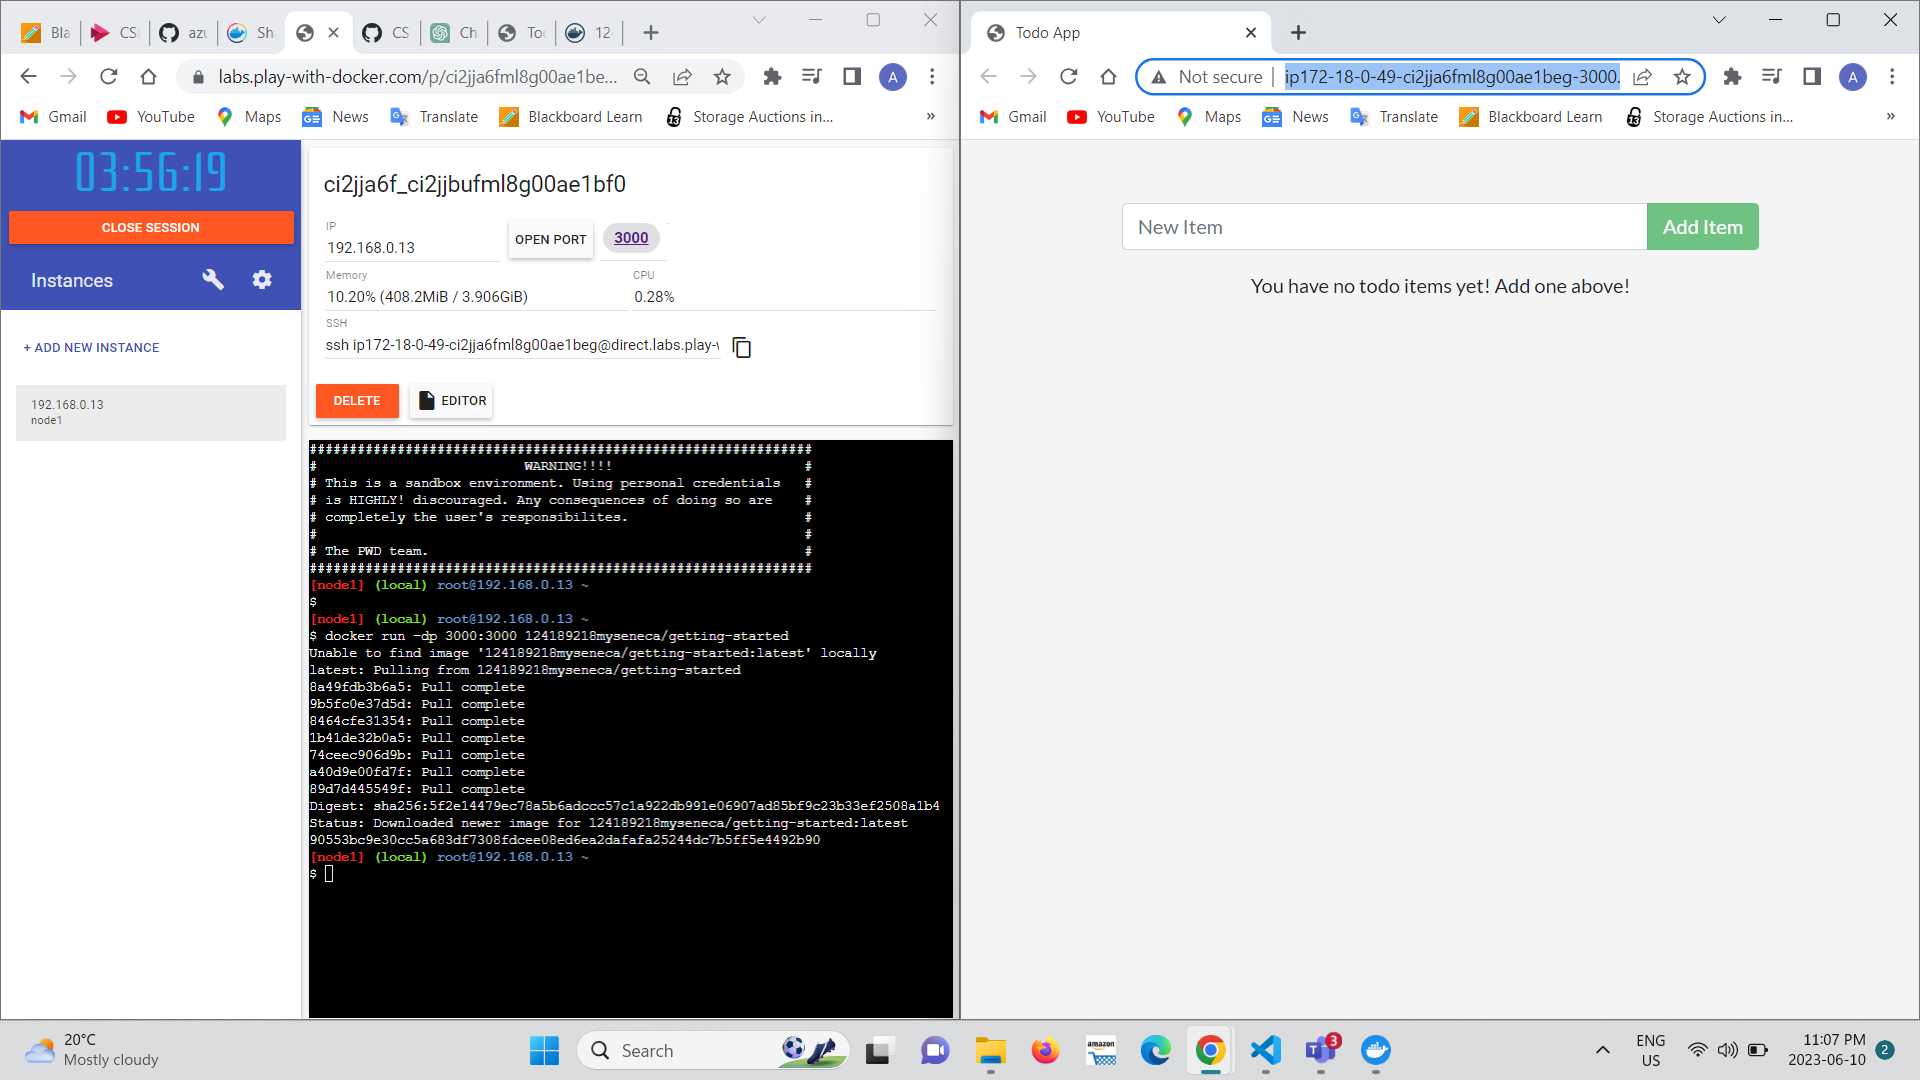 Bla
CS
azu
Sh
CS
Ch
To
12
labs.play-with-docker.com/p/ci2jja6fml8g00ae1be...
A
Gmail
YouTube
Maps
News
Translate
Blackboard Learn
Storage Auctions in...
»
03:56:19
CLOSE SESSION
Instances
+ ADD NEW INSTANCE
192.168.0.13
node1
ci2jja6f_ci2jjbufml8g00ae1bf0
IP
192.168.0.13
OPEN PORT
3000
Memory
10.20% (408.2MiB / 3.906GiB)
CPU
0.28%
SSH
ssh ip172-18-0-49-ci2jja6fml8g00ae1beg@direct.labs.play-
DELETE
EDITOR
###############################################################
# WARNING!!!! #
# This is a sandbox environment. Using personal credentials #
# is HIGHLY! discouraged. Any consequences of doing so are #
# completely the user's responsibilites. #
# #
# The PWD team. #
###############################################################
[node1] (local) root@192.168.0.13 ~
$
[node1] (local) root@192.168.0.13 ~
$ docker run -dp 3000:3000 124189218myseneca/getting-started
Unable to find image '124189218myseneca/getting-started:latest' locally
latest: Pulling from 124189218myseneca/getting-started
8a49fdb3b6a5: Pull complete
9b5fc0e37d5d: Pull complete
8464cfe31354: Pull complete
1b41de32b0a5: Pull complete
74ceec906d9b: Pull complete
a40d9e00fd7f: Pull complete
89d7d445549f: Pull complete
Digest: sha256:5f2e14479ec78a5b6adccc57c1a922db991e06907ad85bf9c23b33ef2508a1b4
Status: Downloaded newer image for 124189218myseneca/getting-started:latest
90553bc9e30cc5a683df7308fdcee08ed6ea2dafafa25244dc7b5ff5e4492b90
[node1] (local) root@192.168.0.13 ~
$
Todo App
Not secure | ip172-18-0-49-ci2jja6fml8g00ae1beg-3000.
A
Gmail
YouTube
Maps
News
Translate
Blackboard Learn
Storage Auctions in...
»
New Item
Add Item
You have no todo items yet! Add one above!
20°C
Mostly cloudy
Search
amazon
3
ENG
US
11:07 PM
2023-06-10
2